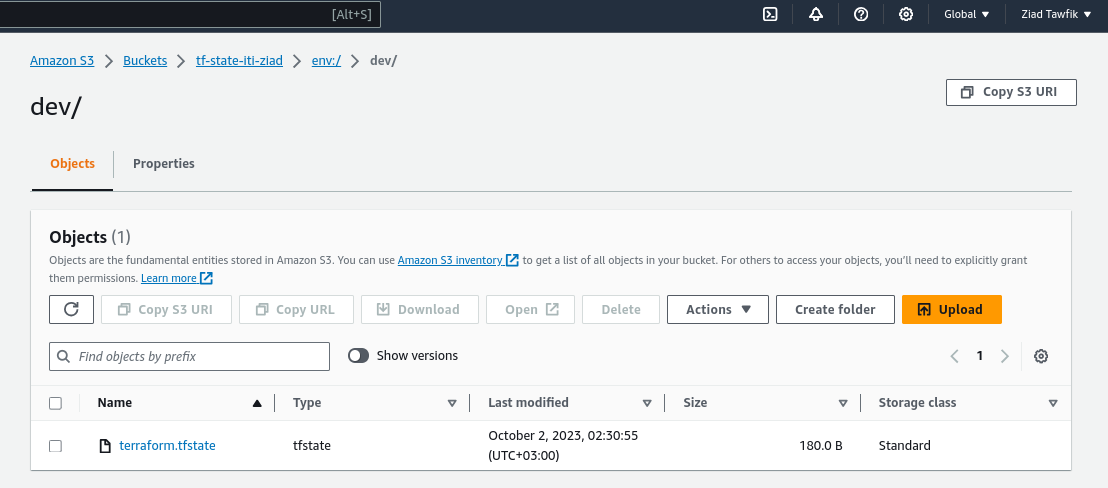 [Alt+S]
Global
Ziad Tawfik
Amazon S3
Buckets
tf-state-iti-ziad
env:/
dev/
dev/
Copy S3 URI
Objects
Properties
Objects (1)
Objects are the fundamental entities stored in Amazon S3. You can use Amazon S3 inventory to get a list of all objects in your bucket. For others to access your objects, you'll need to explicitly grant
them permissions. Learn more
Copy S3 URI
Copy URL
Download
Open
Delete
Actions
Create folder
Upload
Find objects by prefix
Show versions
1
Name
Type
Last modified
Size
Storage class
terraform.tfstate
tfstate
October 2, 2023, 02:30:55
(UTC+03:00)
180.0 B
Standard